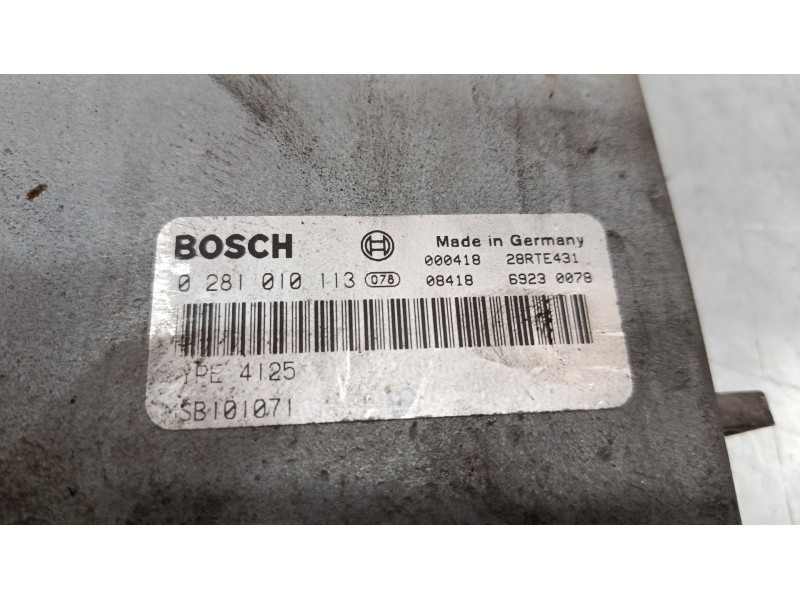 BOSCH Made in Germany
000418 28RTE431
0 281 010 113 078 08418 6923 0078
YPE 4125
SB101071